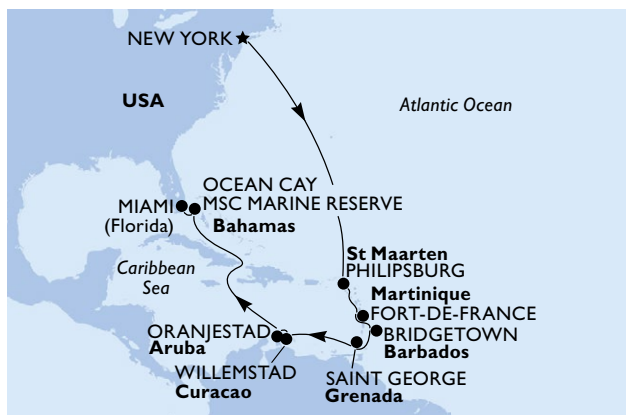 NEW YORK
USA
Atlantic Ocean
OCEAN CAY
MSC MARINE RESERVE
Bahamas
MIAMI
(Florida)
Caribbean
Sea
St Maarten
PHILIPSBURG
Martinique
FORT-DE-FRANCE
BRIDGETOWN
Barbados
ORANJESTAD
Aruba
WILLEMSTAD
Curacao
SAINT GEORGE
Grenada